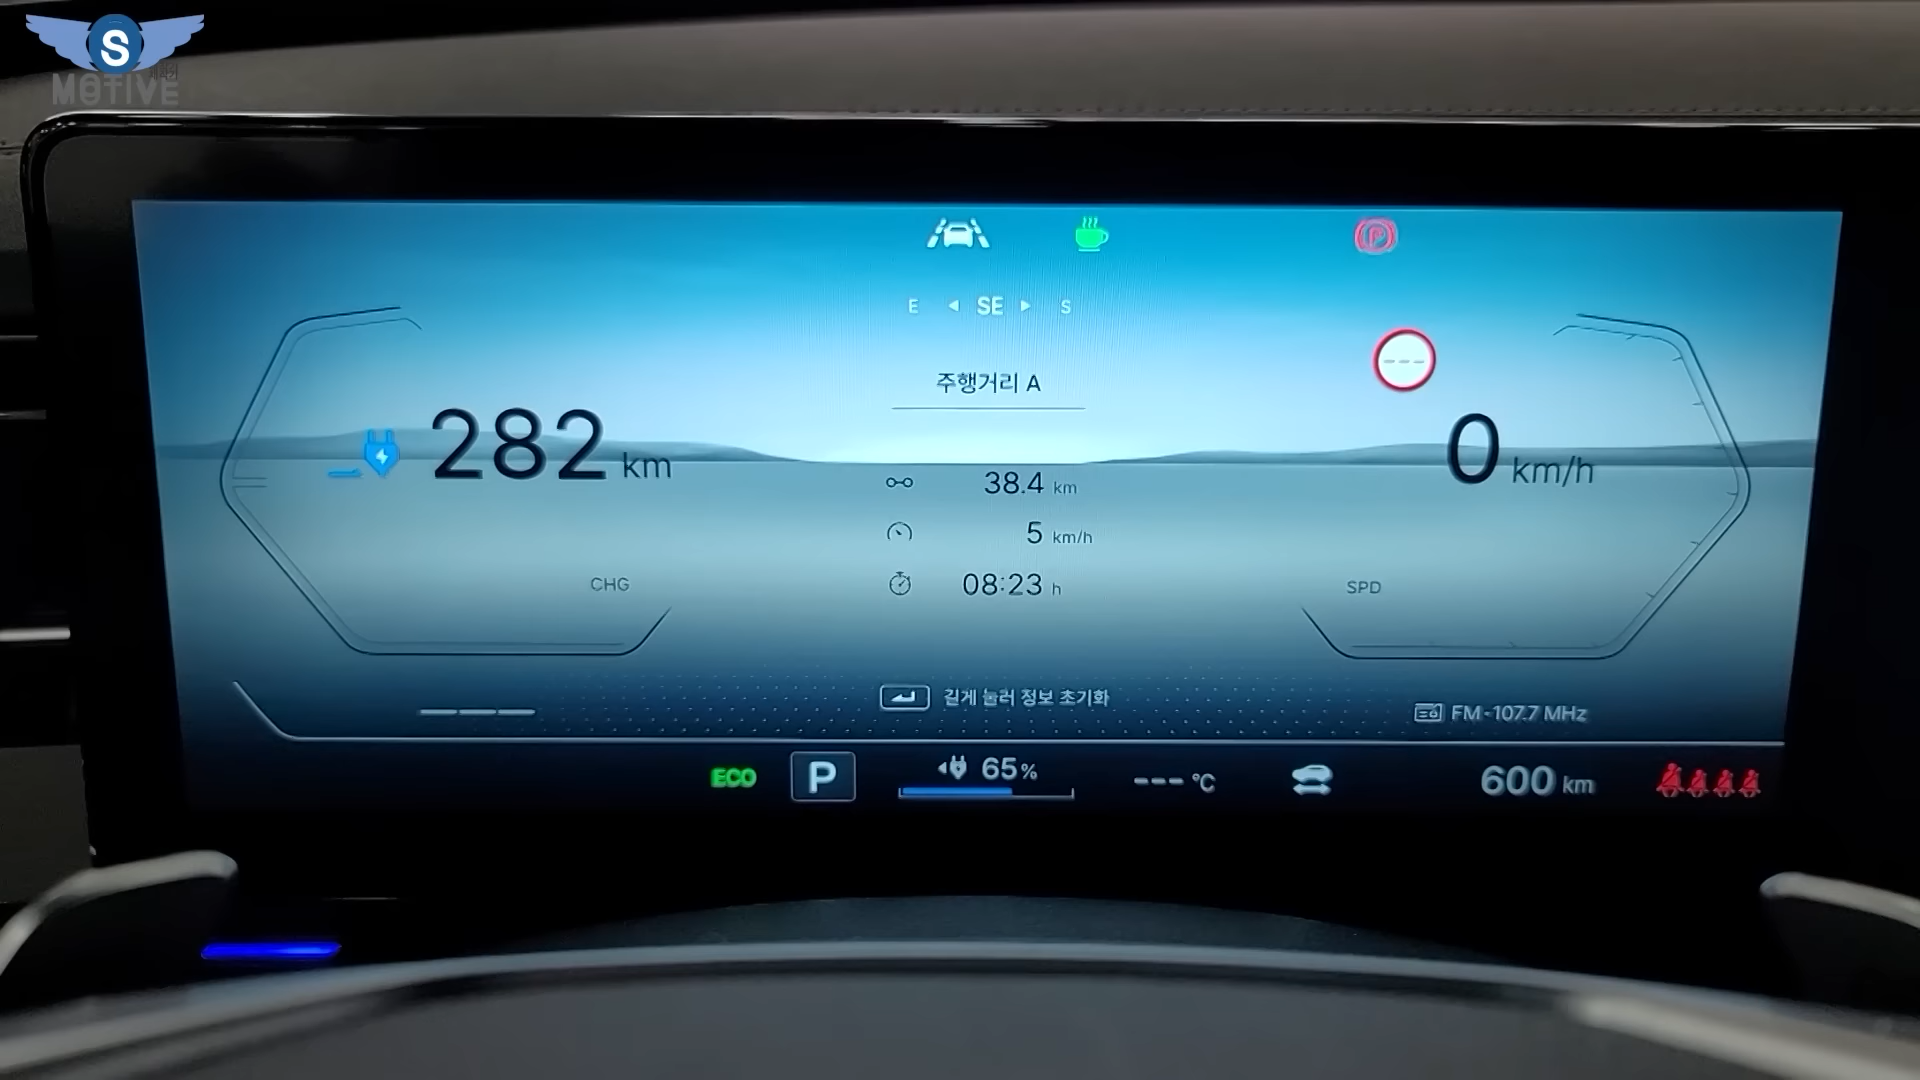 S
MOTIVE
E SE S
주행거리 A
282 km
0 km/h
38.4 km
5 km/h
08:23 h
CHG
SPD
길게 눌러 정보 초기화
FM-107.7 MHz
ECO
P
65%
--- °C
600 km